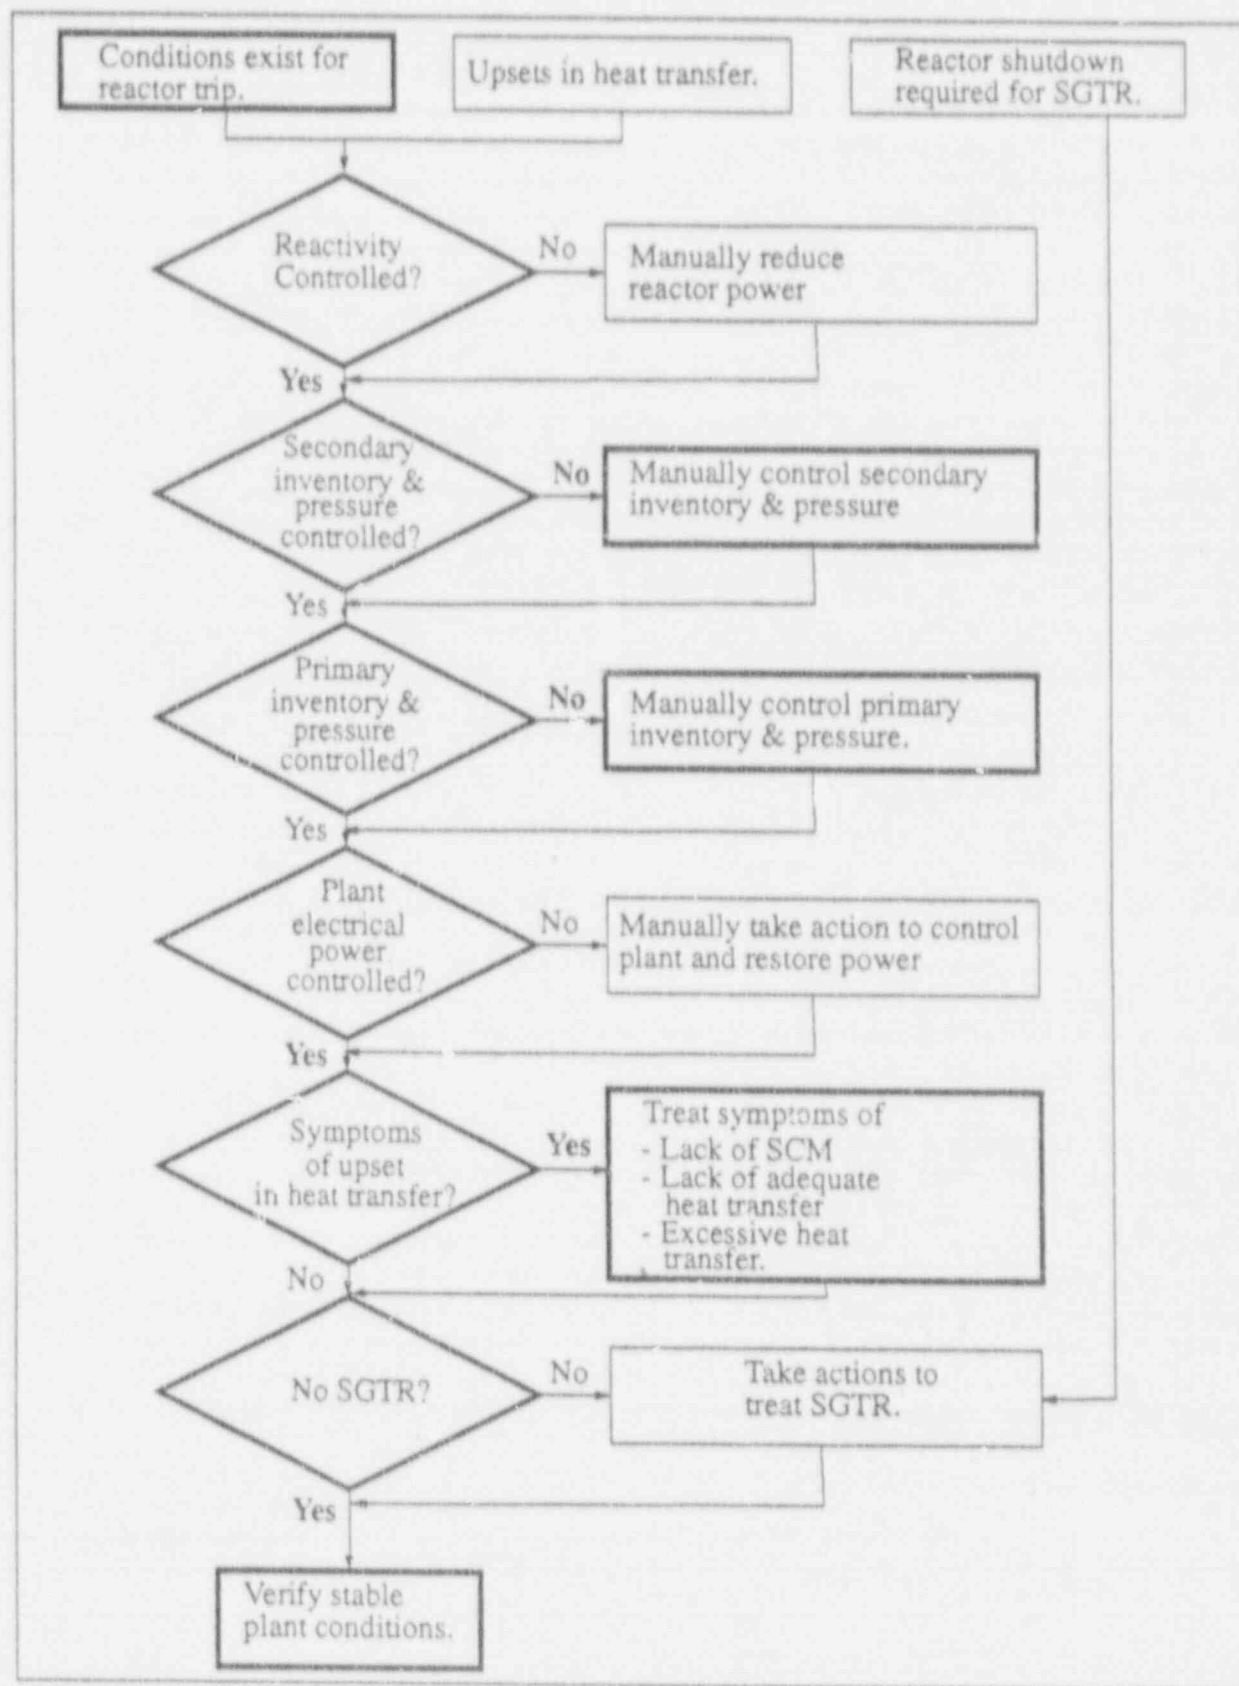 Conditions exist for
reactor trip.
Upsets in heat transfer.
Reactor shutdown
required for SGTR.
Reactivity
Controlled?
No
Manually reduce
reactor power
Yes
Secondary
inventory &
pressure
controlled?
No
Manually control secondary
inventory & pressure
Yes
Primary
inventory &
pressure
controlled?
No
Manually control primary
inventory & pressure.
Yes
Plant
electrical
power
controlled?
No
Manually take action to control
plant and restore power
Yes
Symptoms
of upset
in heat transfer?
Yes
Treat symptoms of
- Lack of SCM
- Lack of adequate
heat transfer
- Excessive heat
transfer.
No
No SGTR?
No
Take actions to
treat SGTR.
Yes
Verify stable
plant conditions.